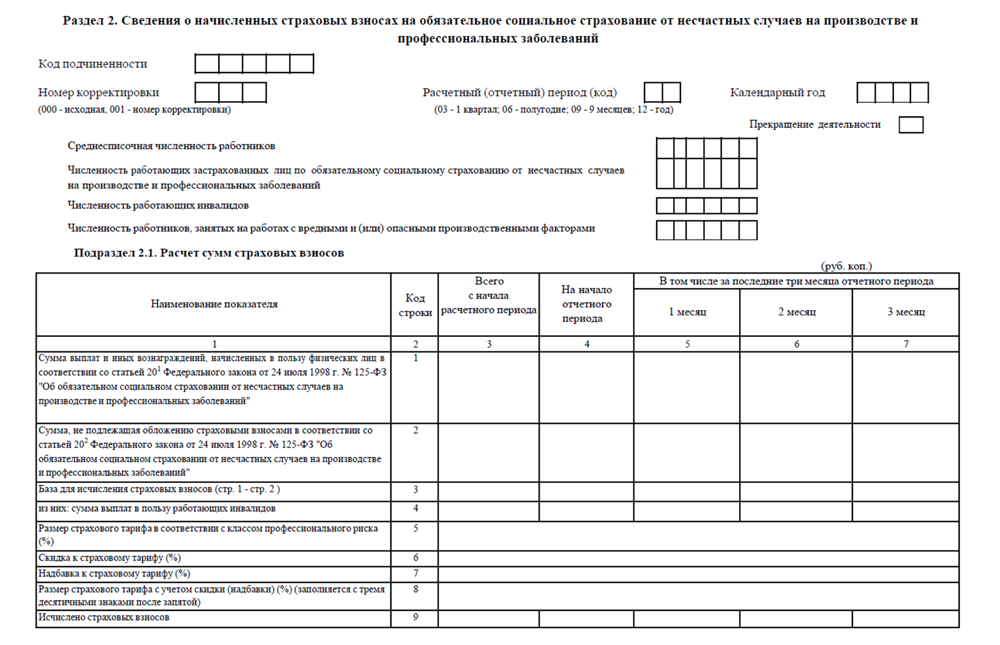 Раздел 2. Сведения о начисленных страховых взносах на обязательное социальное страхование от несчастных случаев на производстве и
профессиональных заболеваний
Код подчиненности
Номер корректировки
(000 - исходная, 001 - номер корректировки)
Расчетный (отчетный) период (код)
(03 - 1 квартал; 06 - полугодие; 09 - 9 месяцев; 12 - год)
Календарный год
Прекращение деятельности
Среднесписочная численность работников
Численность работающих застрахованных лиц по обязательному социальному страхованию от несчастных случаев
на производстве и профессиональных заболеваний
Численность работающих инвалидов
Численность работников, занятых на работах с вредными и (или) опасными производственными факторами
Подраздел 2.1. Расчет сумм страховых взносов
(руб. коп.)
Наименование показателя
Код
строки
Всего
с начала
расчетного периода
На начало
отчетного
периода
В том числе за последние три месяца отчетного периода
1 месяц
2 месяц
3 месяц
1 2 3 4 5 6 7
Сумма выплат и иных вознаграждений, начисленных в пользу физических лиц в
соответствии со статьей 20¹ Федерального закона от 24 июля 1998 г. № 125-ФЗ
"Об обязательном социальном страховании от несчастных случаев на
производстве и профессиональных заболеваний"
1
Сумма, не подлежащая обложению страховыми взносами в соответствии со
статьей 20² Федерального закона от 24 июля 1998 г. № 125-ФЗ "Об
обязательном социальном страховании от несчастных случаев на производстве
и профессиональных заболеваний"
2
База для исчисления страховых взносов (стр. 1 - стр. 2 )
3
из них: сумма выплат в пользу работающих инвалидов
4
Размер страхового тарифа в соответствии с классом профессионального риска
(%)
5
Скидка к страховому тарифу (%)
6
Надбавка к страховому тарифу (%)
7
Размер страхового тарифа с учетом скидки (надбавки) (%) (заполняется с тремя
десятичными знаками после запятой)
8
Исчислено страховых взносов
9